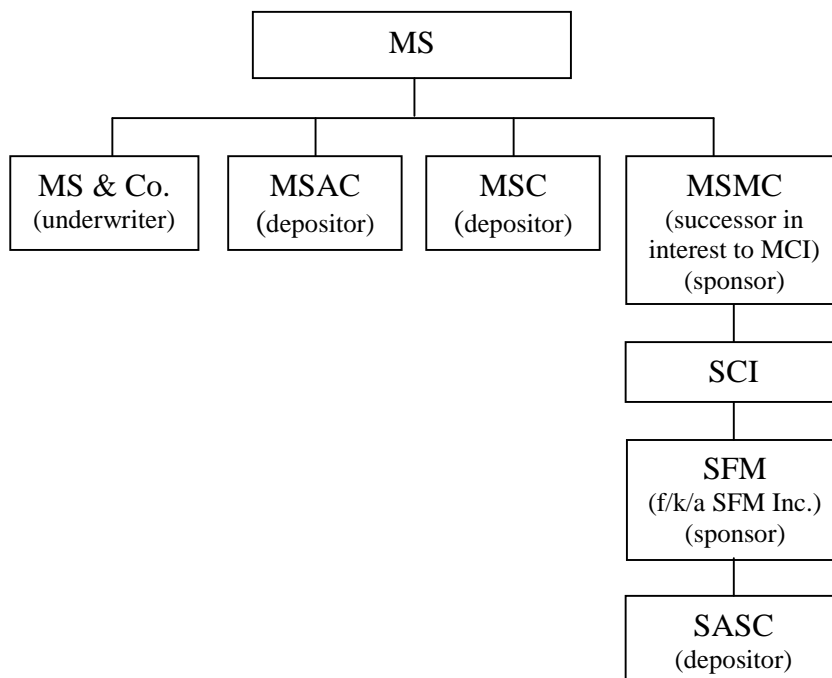 MS
MS & Co.
(underwriter)
MSAC
(depositor)
MSC
(depositor)
MSMC
(successor in
interest to MCI)
(sponsor)
SCI
SFM
(f/k/a SFM Inc.)
(sponsor)
SASC
(depositor)